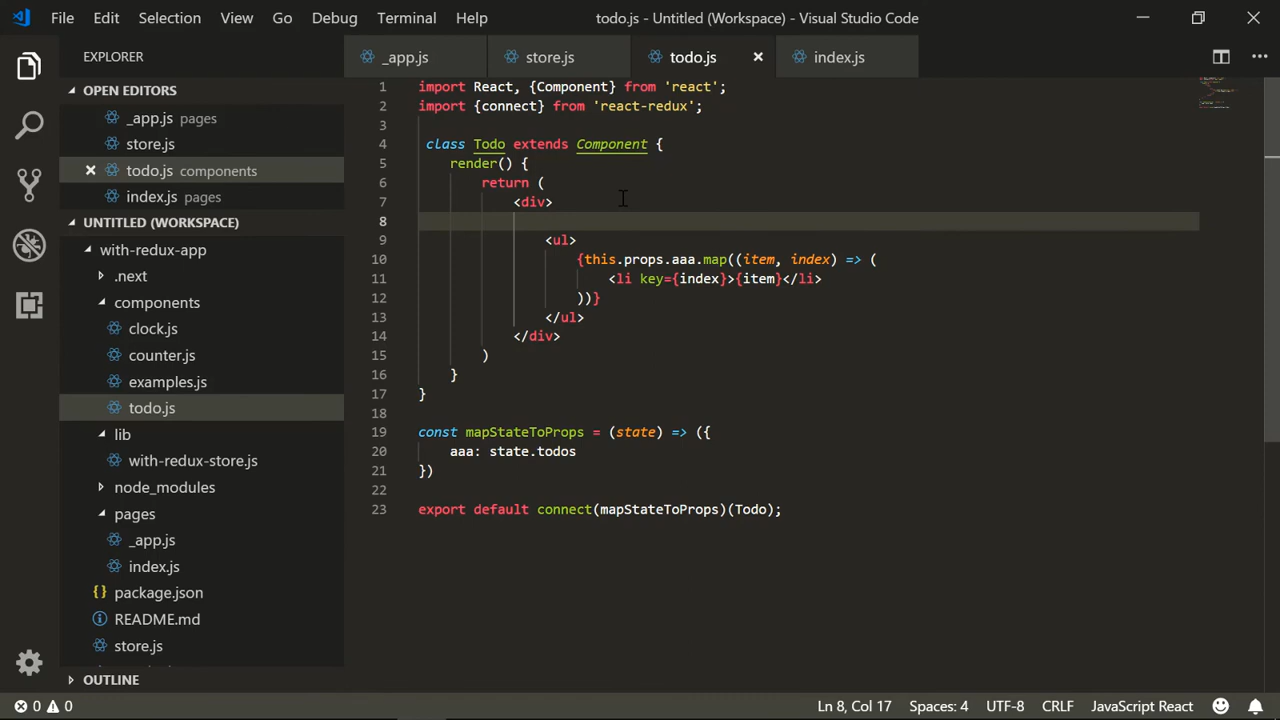 File Edit Selection View Go Debug Terminal Help todo.js - Untitled (Workspace) - Visual Studio Code
EXPLORER
OPEN EDITORS
_app.js pages
store.js
todo.js components
index.js pages
UNTITLED (WORKSPACE)
with-redux-app
.next
components
clock.js
counter.js
examples.js
todo.js
lib
with-redux-store.js
node_modules
pages
_app.js
index.js
package.json
README.md
store.js
OUTLINE
_app.js store.js todo.js index.js
1 import React, {Component} from 'react';
2 import {connect} from 'react-redux';
3
4 class Todo extends Component {
5 render() {
6 return (
7 <div>
8
9 <ul>
10 {this.props.aaa.map((item, index) => (
11 <li key={index}>{item}</li>
12 ))}
13 </ul>
14 </div>
15 )
16 }
17 }
18
19 const mapStateToProps = (state) => ({
20 aaa: state.todos
21 })
22
23 export default connect(mapStateToProps)(Todo);
0 0 Ln 8, Col 17 Spaces: 4 UTF-8 CRLF JavaScript React